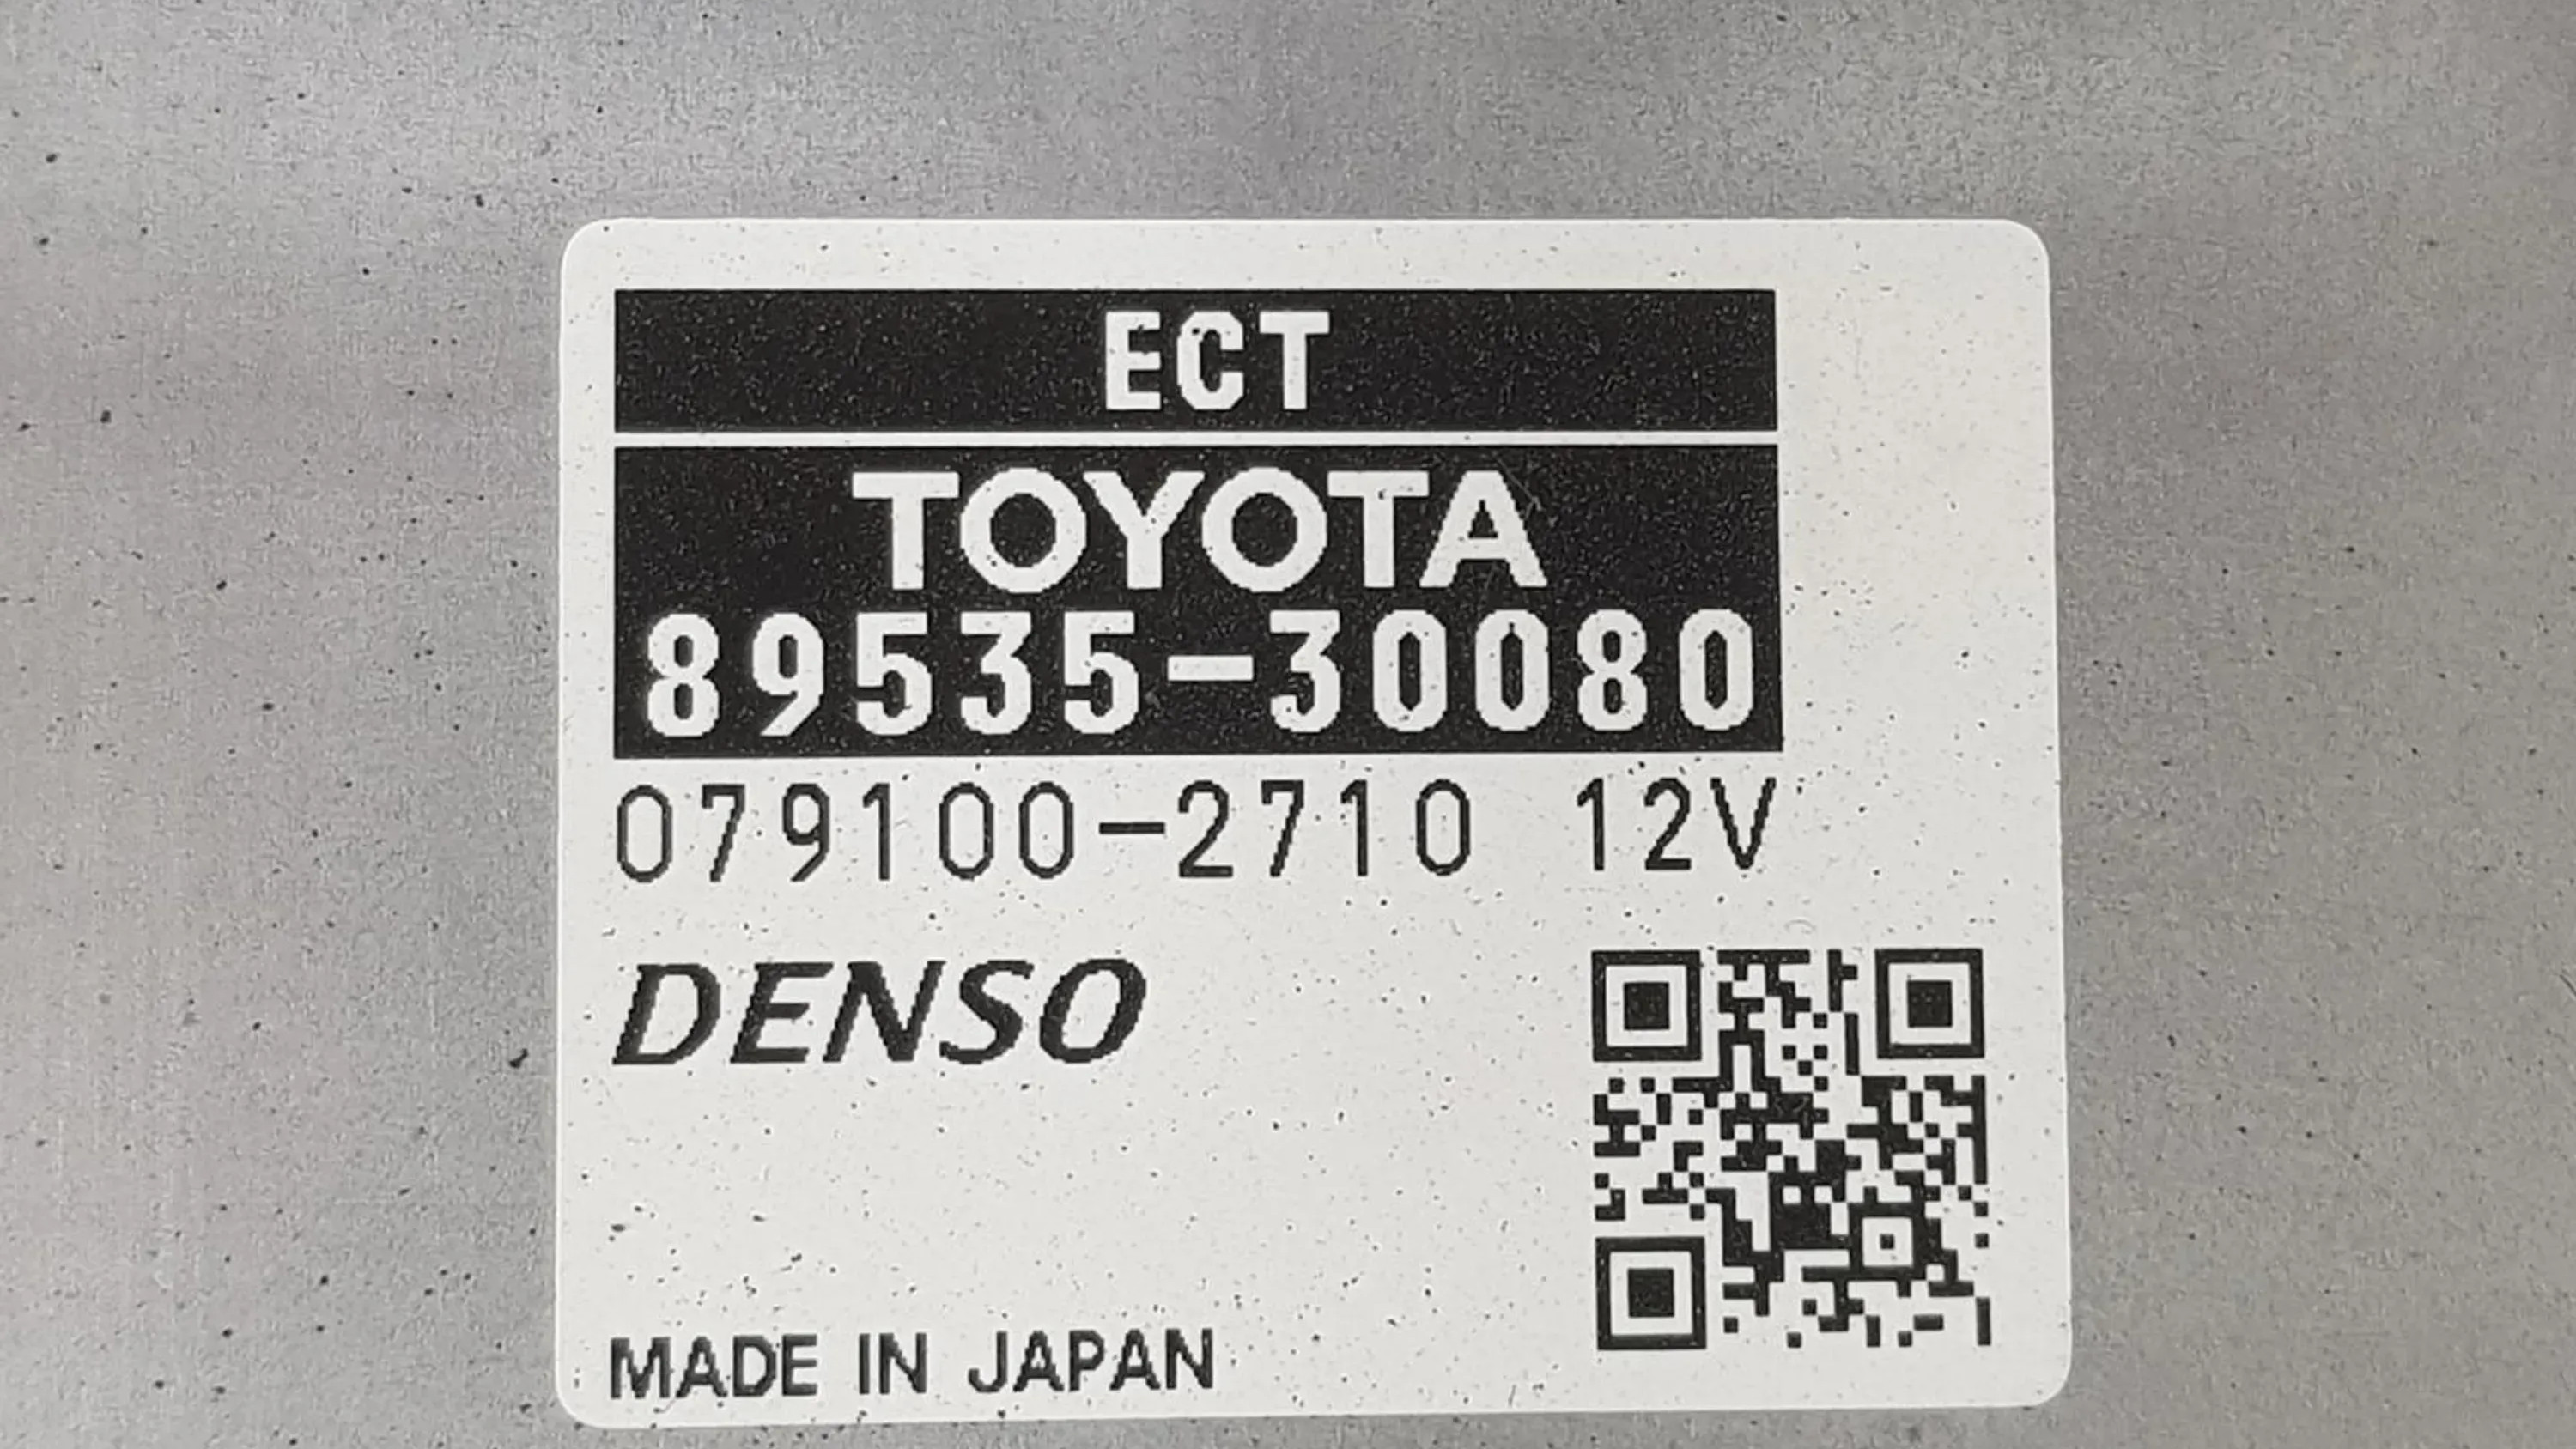 ECT
TOYOTA
89535-30080
079100-2710 12V
DENSO
MADE IN JAPAN